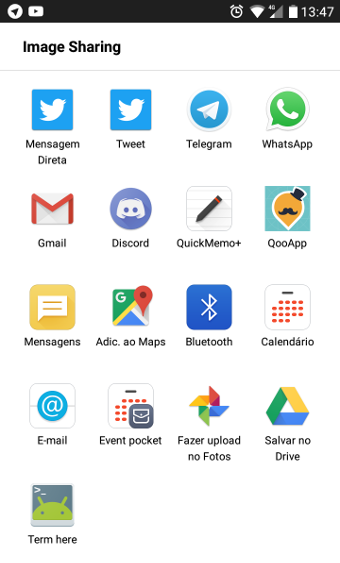 4G 13:47
Image Sharing
Mensagem
Direta
Tweet
Telegram
WhatsApp
Gmail
Discord
QuickMemo+
QooApp
Mensagens
Adic. ao Maps
Bluetooth
Calendário
E-mail
Event pocket
Fazer upload
no Fotos
Salvar no
Drive
>_
Term here